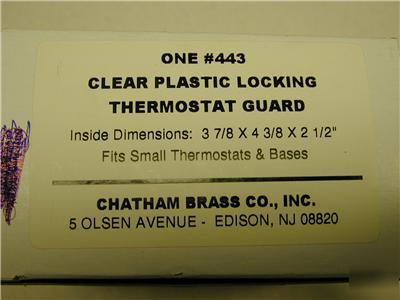 ONE #443
CLEAR PLASTIC LOCKING
THERMOSTAT GUARD
Inside Dimensions: 3 7/8 X 4 3/8 X 2 1/2"
Fits Small Thermostats & Bases
CHATHAM BRASS CO., INC.
5 OLSEN AVENUE - EDISON, NJ 08820